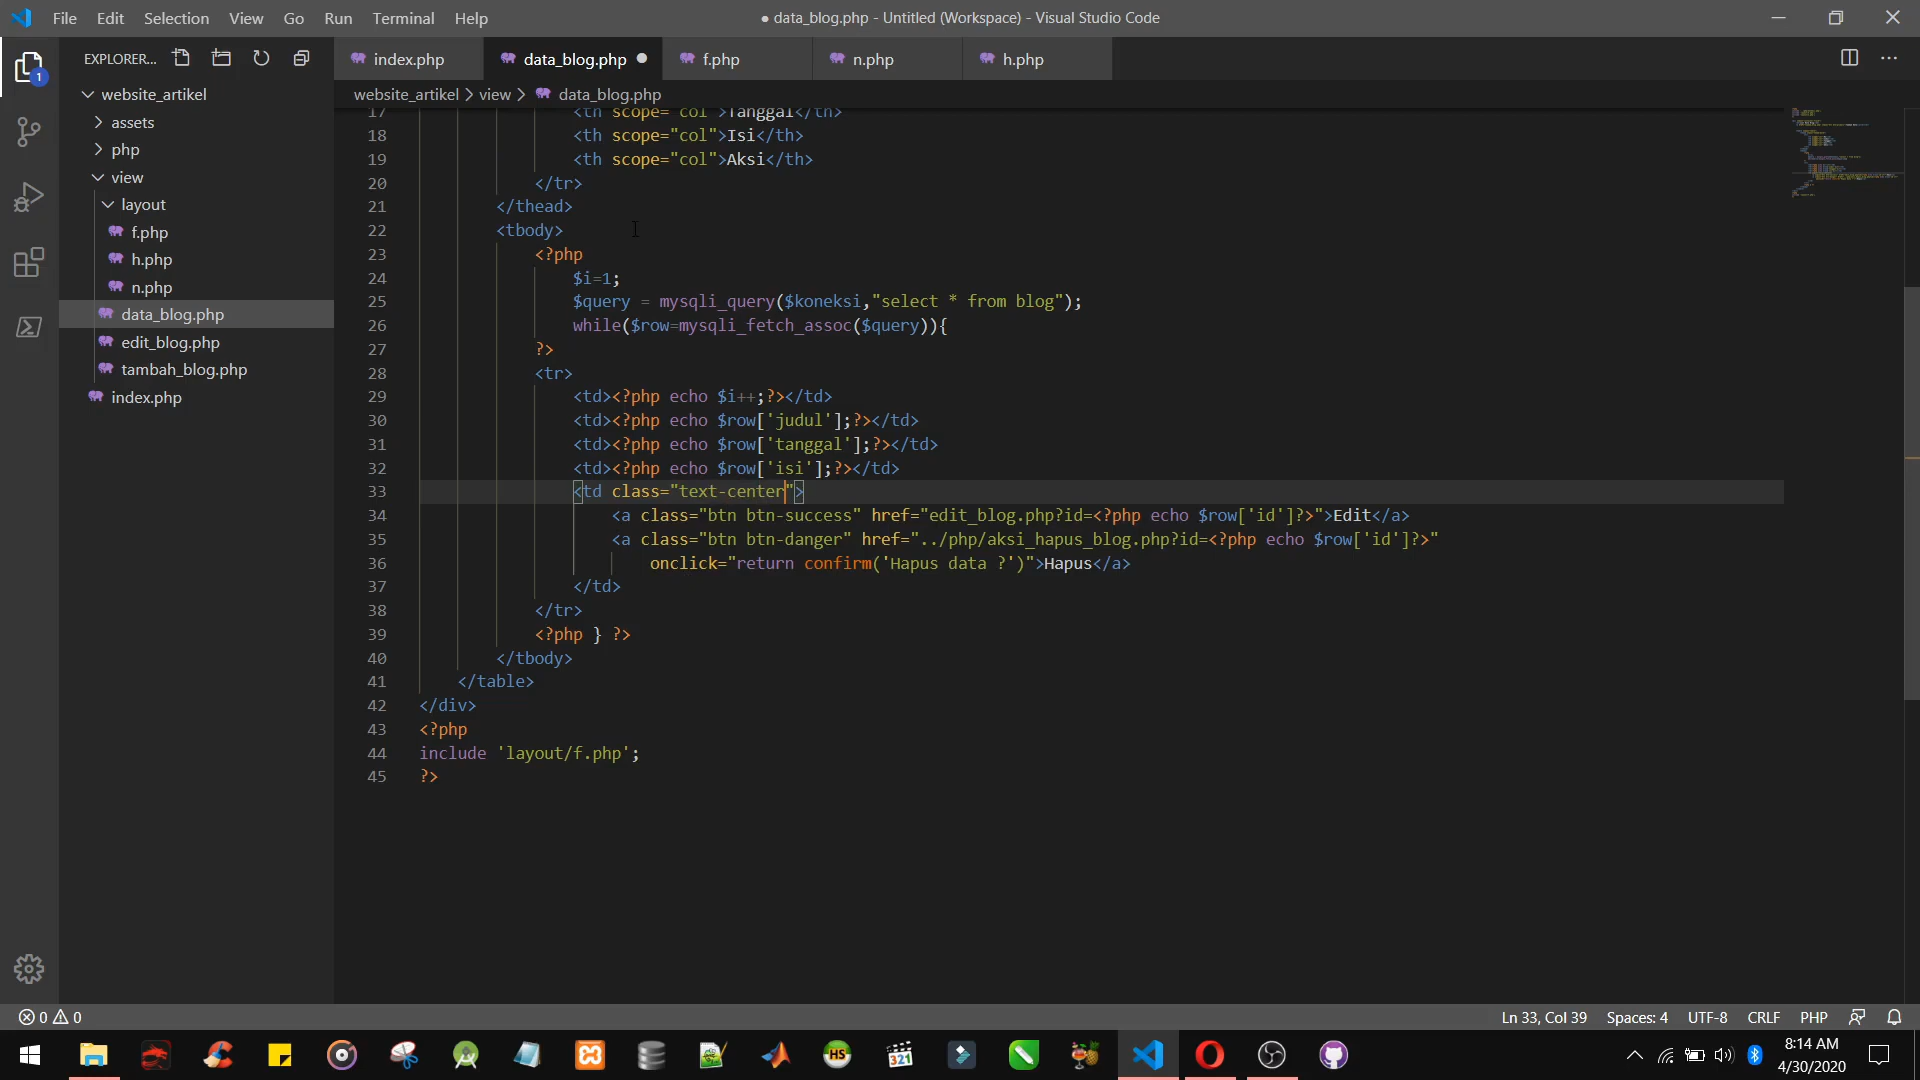 File Edit Selection View Go Run Terminal Help
● data_blog.php - Untitled (Workspace) - Visual Studio Code
EXPLORER...
index.php
data_blog.php
f.php
n.php
h.php
1
website_artikel
assets
php
view
layout
f.php
h.php
n.php
data_blog.php
edit_blog.php
tambah_blog.php
index.php
website_artikel > view > data_blog.php
17 <th scope="col">Tanggal</th>
18 <th scope="col">Isi</th>
19 <th scope="col">Aksi</th>
20 </tr>
21 </thead>
22 <tbody>
23 <?php
24 $i=1;
25 $query = mysqli_query($koneksi,"select * from blog");
26 while($row=mysqli_fetch_assoc($query)){
27 ?>
28 <tr>
29 <td><?php echo $i++;?></td>
30 <td><?php echo $row['judul'];?></td>
31 <td><?php echo $row['tanggal'];?></td>
32 <td><?php echo $row['isi'];?></td>
33 <td class="text-center">
34 <a class="btn btn-success" href="edit_blog.php?id=<?php echo $row['id']?>">Edit</a>
35 <a class="btn btn-danger" href="../php/aksi_hapus_blog.php?id=<?php echo $row['id']?>"
36 onclick="return confirm('Hapus data ?')">Hapus</a>
37 </td>
38 </tr>
39 <?php } ?>
40 </tbody>
41 </table>
42 </div>
43 <?php
44 include 'layout/f.php';
45 ?>
0 0
Ln 33, Col 39 Spaces: 4 UTF-8 CRLF PHP
HS
321
8:14 AM
4/30/2020